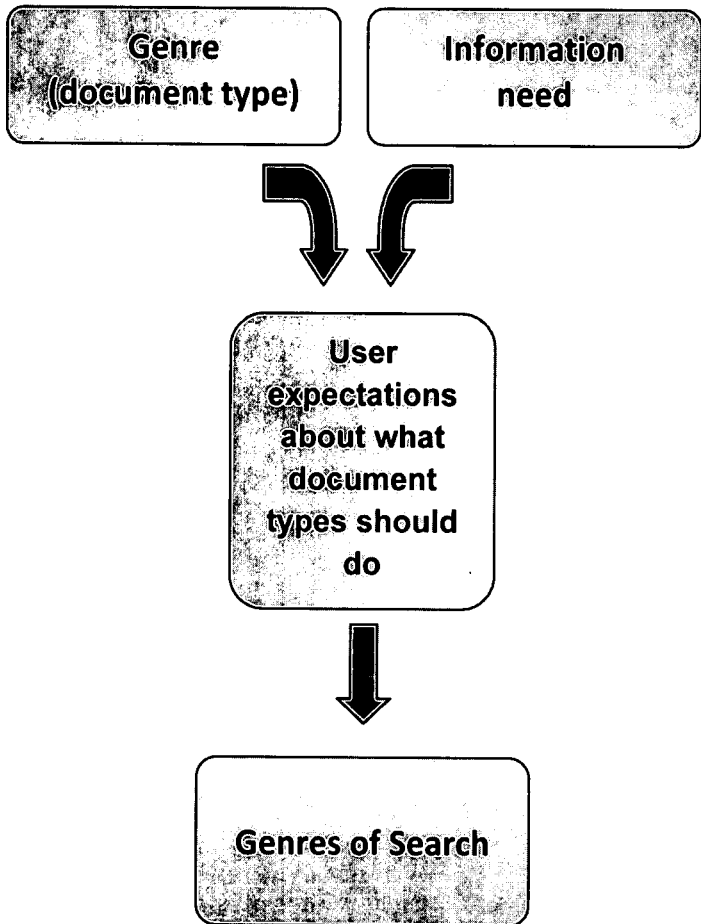 Genre
(document type)
Information
need
User
expectations
about what
document
types should
do
Genres of Search